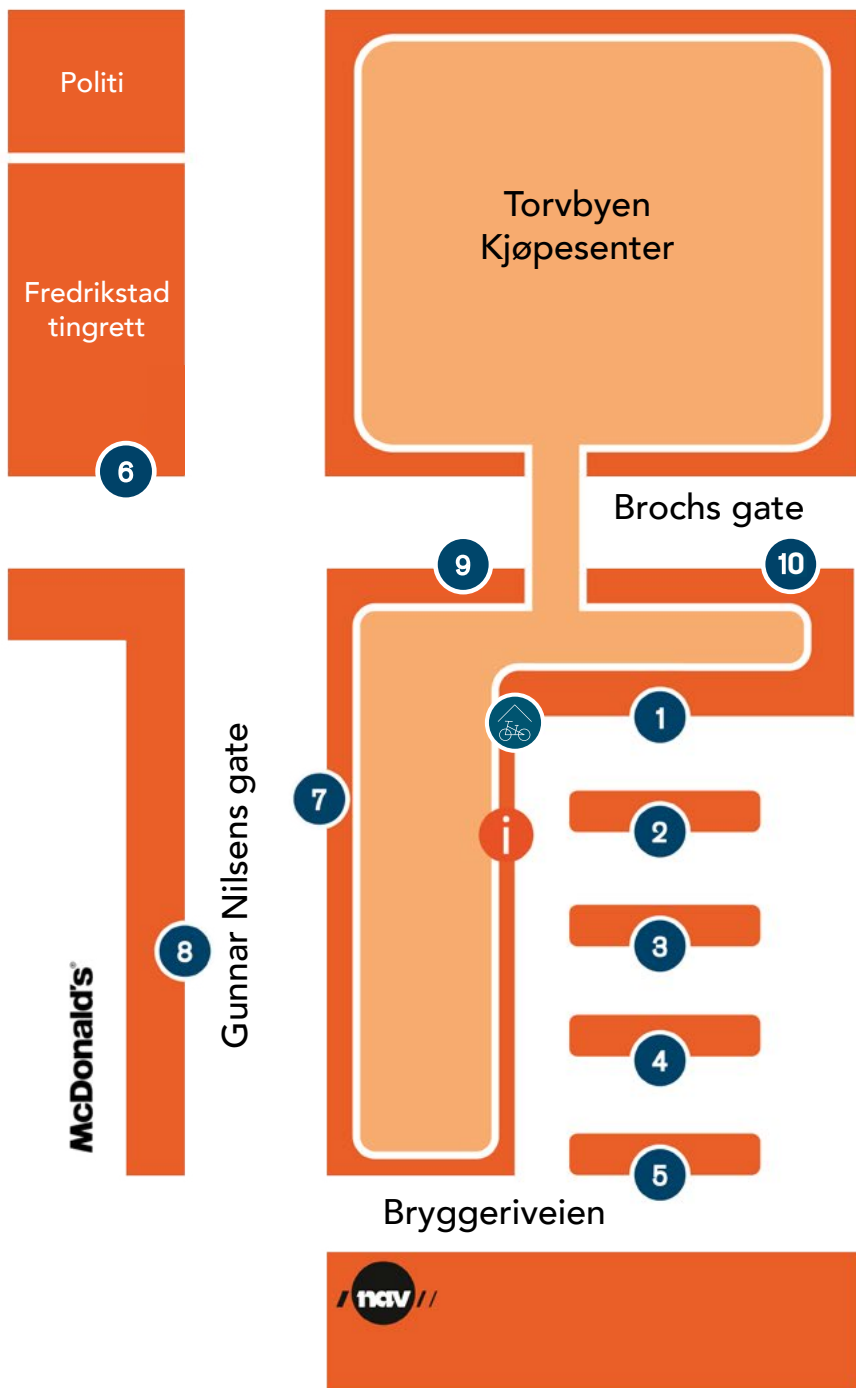 Politi
Torvbyen
Kjøpesenter
Fredrikstad
tingrett
6
Brochs gate
9
10
1
7
Gunnar Nilsens gate
i
2
8
3
McDonald's®
4
5
Bryggeriveien
/nav//